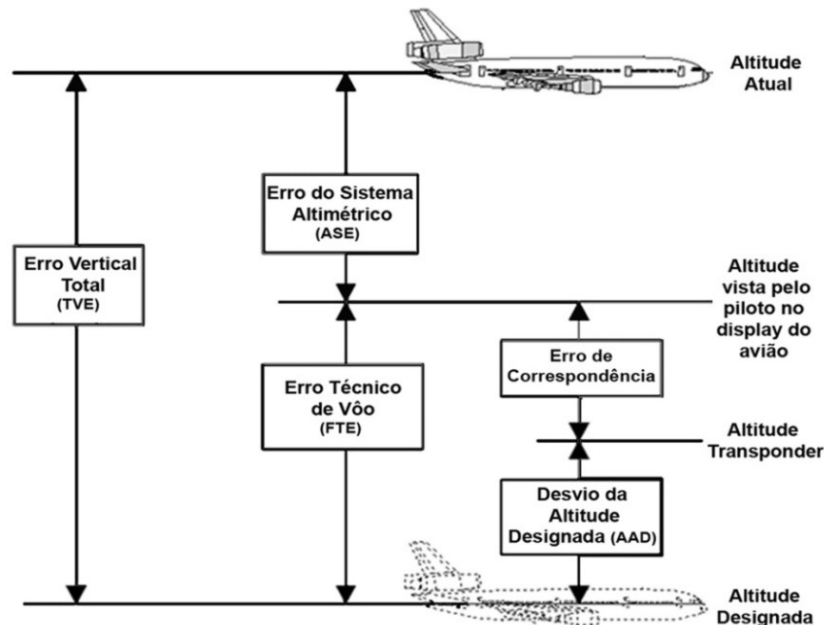 Altitude
Atual
Erro do Sistema
Altimétrico
(ASE)
Erro Vertical
Total
(TVE)
Altitude
vista pelo
piloto no
display do
avião
Erro de
Correspondência
Erro Técnico
de Vôo
(FTE)
Altitude
Transponder
Desvio da
Altitude
Designada (AAD)
Altitude
Designada